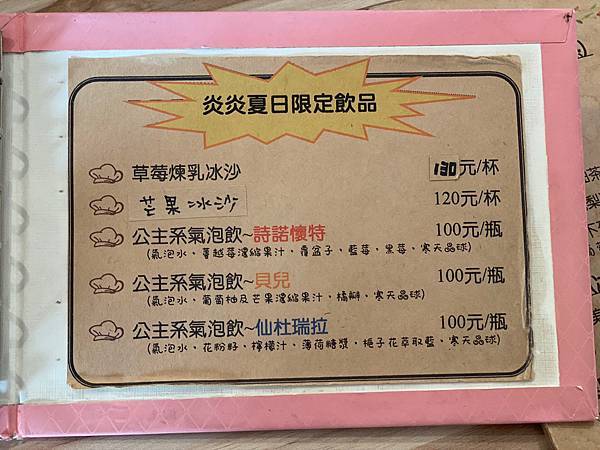 炎炎夏日限定飲品
草莓煉乳冰沙 130元/杯
芒果冰沙 120元/杯
公主系氣泡飲~詩諾懷特 100元/瓶
(氣泡水、蔓越莓濃縮果汁、覆盆子、藍莓、黑莓、寒天晶球)
公主系氣泡飲~貝兒 100元/瓶
(氣泡水、葡萄柚及芒果濃縮果汁、橘瓣、寒天晶球)
公主系氣泡飲~仙杜瑞拉 100元/瓶
(氣泡水、花粉籽、檸檬汁、薄荷糖漿、梔子花萃取藍、寒天晶球)